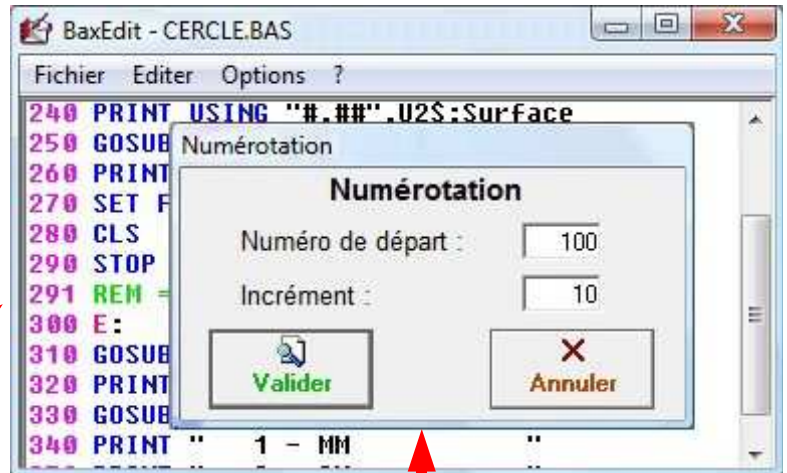 BaxEdit - CERCLE.BAS
Fichier Editer Options ?
240 PRINT USING "#.##".U2$:Surface
250 GOSUB
260 PRINT
270 SET F
280 CLS
290 STOP
291 REM =
300 E:
310 GOSUB
320 PRINT
330 GOSUB
340 PRINT " 1 - MM "
Numérotation
Numérotation
Numéro de départ : 100
Incrément : 10
Valider Annuler